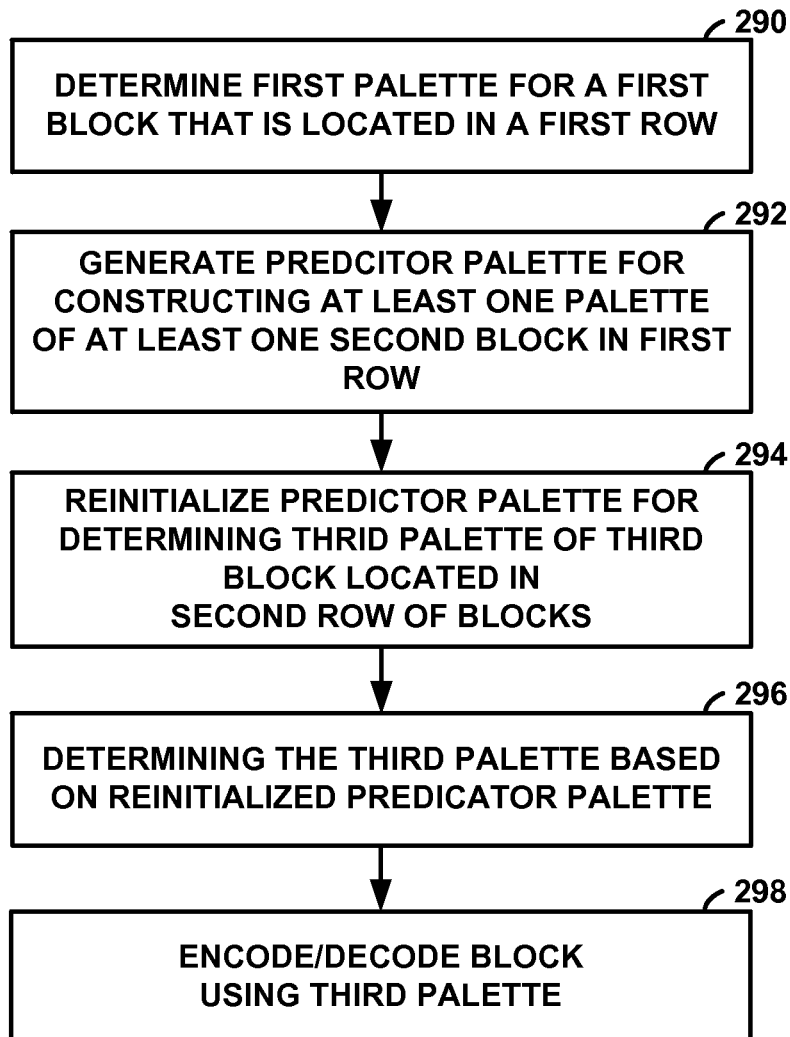 290
DETERMINE FIRST PALETTE FOR A FIRST
BLOCK THAT IS LOCATED IN A FIRST ROW
292
GENERATE PREDCITOR PALETTE FOR
CONSTRUCTING AT LEAST ONE PALETTE
OF AT LEAST ONE SECOND BLOCK IN FIRST
ROW
294
REINITIALIZE PREDICTOR PALETTE FOR
DETERMINING THRID PALETTE OF THIRD
BLOCK LOCATED IN
SECOND ROW OF BLOCKS
296
DETERMINING THE THIRD PALETTE BASED
ON REINITIALIZED PREDICATOR PALETTE
298
ENCODE/DECODE BLOCK
USING THIRD PALETTE